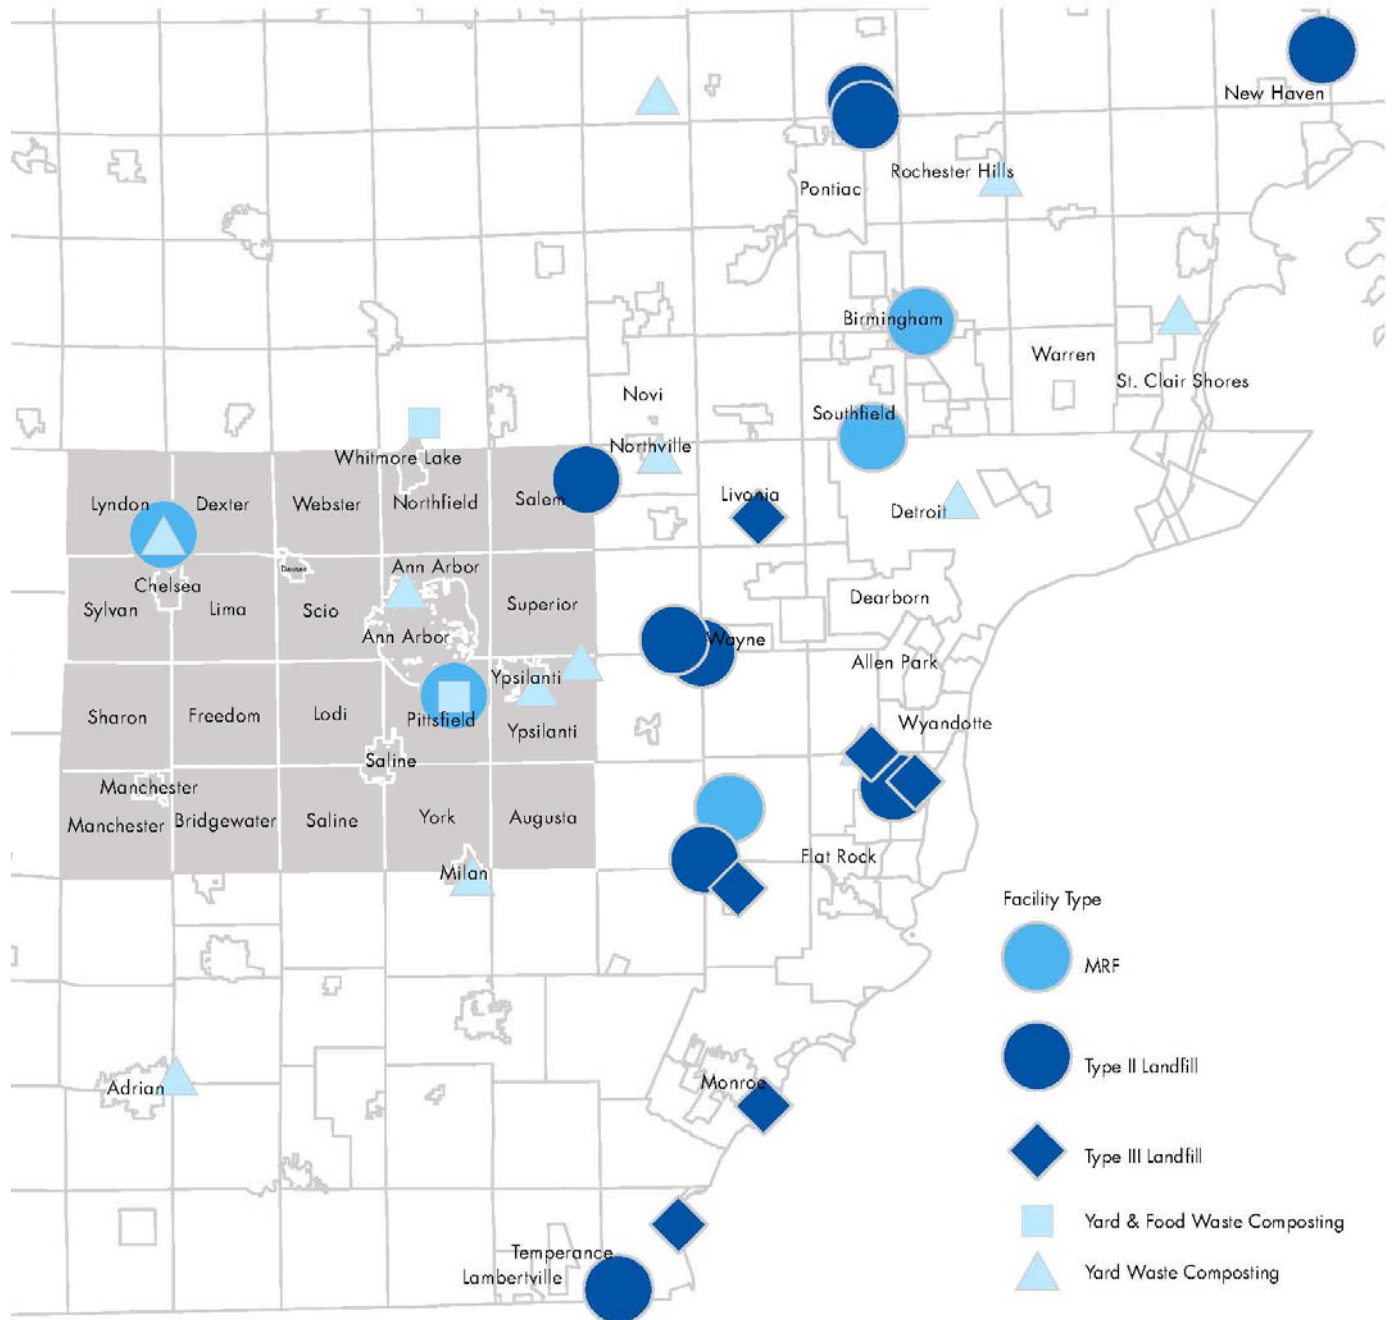 New Haven
Rochester Hills
Pontiac
Birmingham
Warren
St. Clair Shores
Novi
Southfield
Northville
Whitmore Lake
Lyndon
Dexter
Webster
Northfield
Salem
Livonia
Detroit
Ann Arbor
Dexter
Chelsea
Sylvan
Lima
Scio
Superior
Dearborn
Ann Arbor
Wayne
Allen Park
Ypsilanti
Sharon
Freedom
Lodi
Pittsfield
Ypsilanti
Wyandotte
Saline
Manchester
Manchester
Bridgewater
Saline
York
Augusta
Flat Rock
Milan
Facility Type
MRF
Type II Landfill
Adrian
Monroe
Type III Landfill
Yard & Food Waste Composting
Temperance
Lambertville
Yard Waste Composting